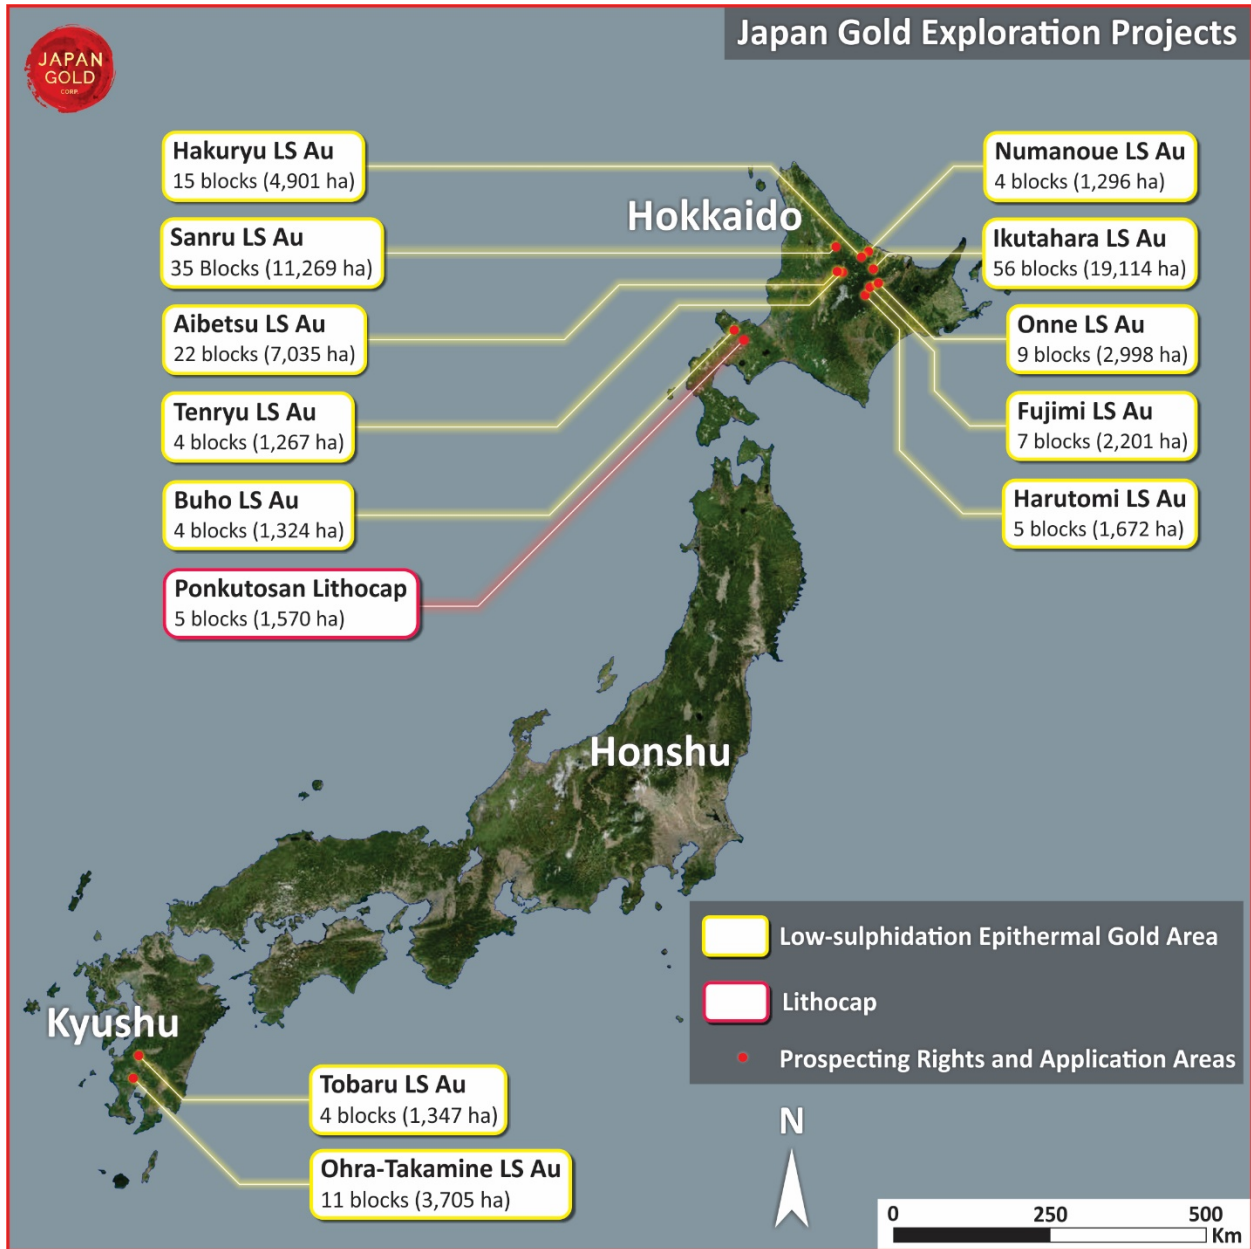 Japan Gold Exploration Projects
JAPAN
GOLD
CORP.
Hakuryu LS Au
15 blocks (4,901 ha)
Numanoue LS Au
4 blocks (1,296 ha)
Hokkaido
Sanru LS Au
35 Blocks (11,269 ha)
Ikutahara LS Au
56 blocks (19,114 ha)
Aibetsu LS Au
22 blocks (7,035 ha)
Onne LS Au
9 blocks (2,998 ha)
Tenryu LS Au
4 blocks (1,267 ha)
Fujimi LS Au
7 blocks (2,201 ha)
Buho LS Au
4 blocks (1,324 ha)
Harutomi LS Au
5 blocks (1,672 ha)
Ponkutosan Lithocap
5 blocks (1,570 ha)
Honshu
Low-sulphidation Epithermal Gold Area
Lithocap
Prospecting Rights and Application Areas
Kyushu
Tobaru LS Au
4 blocks (1,347 ha)
Ohra-Takamine LS Au
11 blocks (3,705 ha)
N
0 250 500
Km